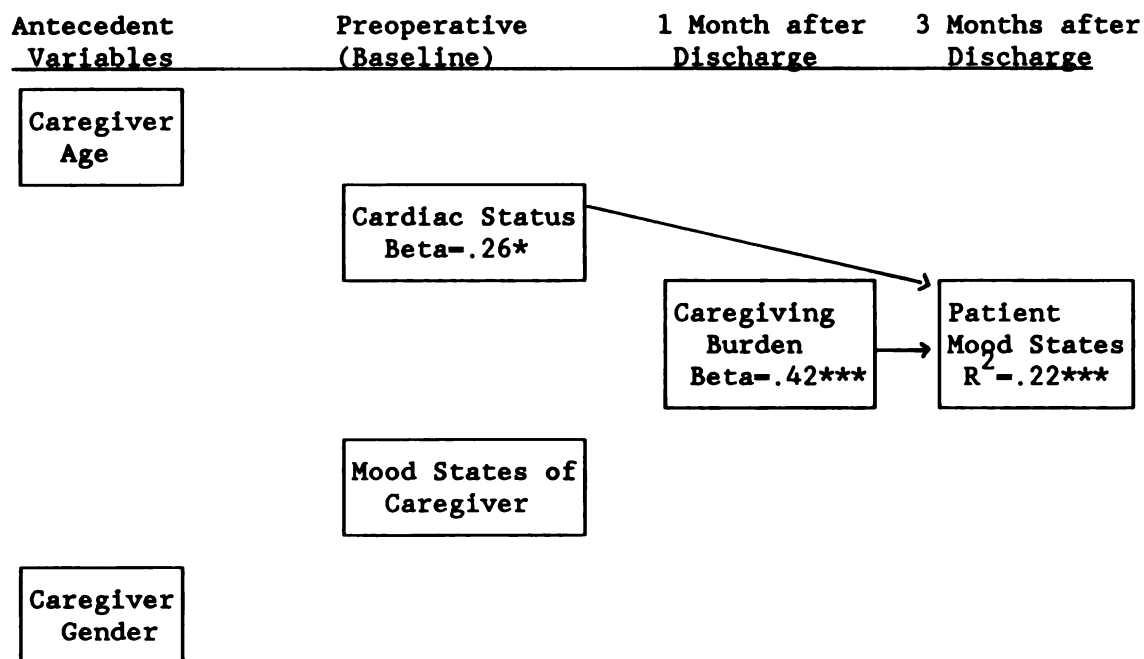 Antecedent Preoperative 1 Month after 3 Months after
Variables (Baseline) Discharge Discharge
Caregiver
Age
Cardiac Status
Beta=.26*
Caregiving
Burden
Beta=.42***
Patient
Mood States
R²=.22***
Mood States of
Caregiver
Caregiver
Gender